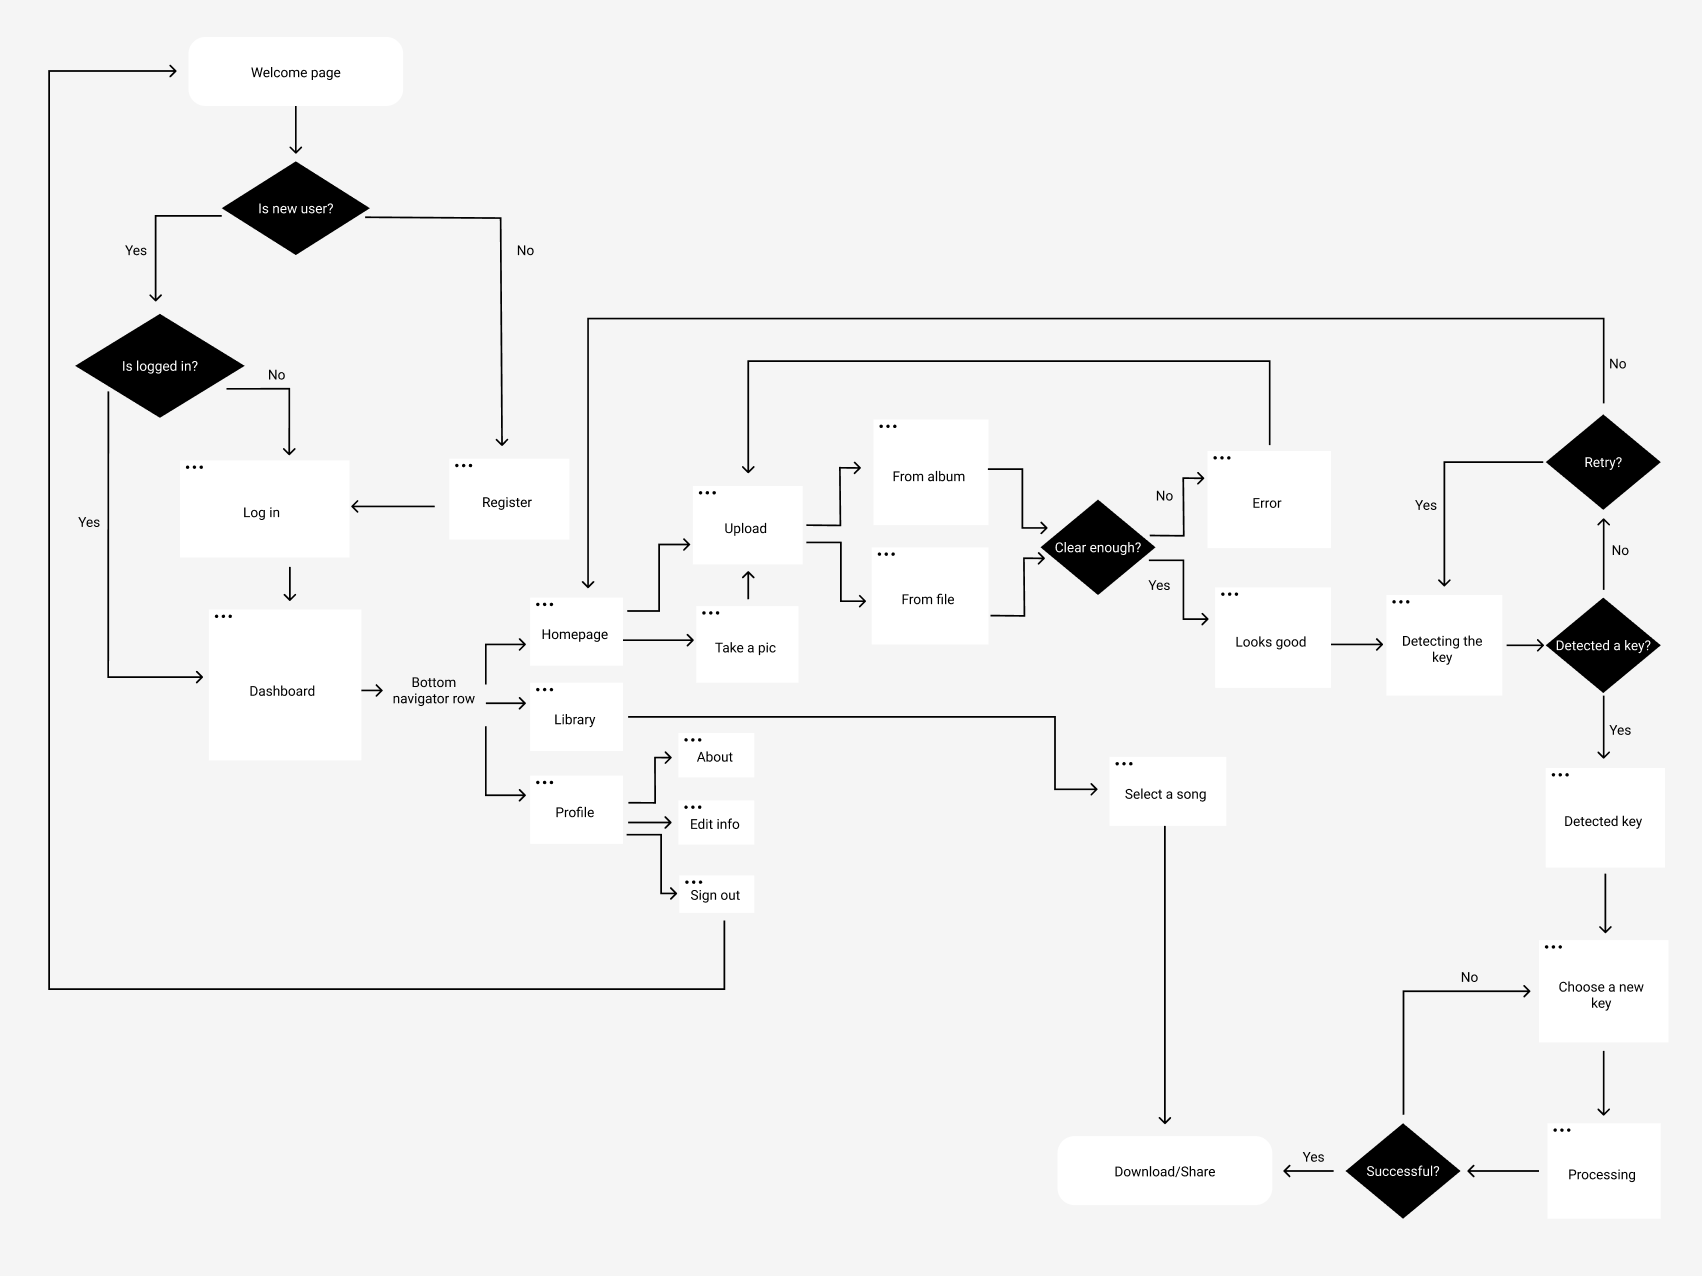 Welcome page
Is new user?
Yes
No
Is logged in?
No
Yes
Log in
Register
Dashboard
Bottom
navigator row
Homepage
Library
Profile
Upload
Take a pic
About
Edit info
Sign out
From album
From file
Clear enough?
No
Yes
Error
Looks good
Select a song
Detecting the
key
Detected a key?
No
Retry?
Yes
No
Yes
Detected key
Choose a new
key
Processing
Successful?
No
Yes
Download/Share